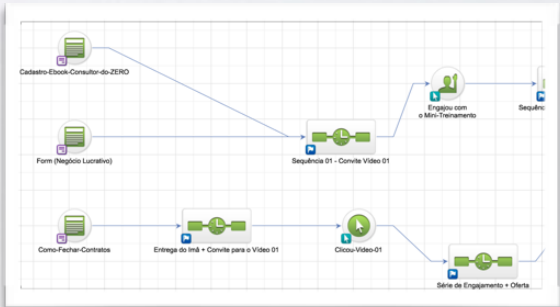 Cadastro-Ebook-Consultor-do-ZERO
Engajou com
o Mini-Treinamento
Form (Negócio Lucrativo)
Sequência 01 - Convite Vídeo 01
Como-Fechar-Contratos
Entrega do Imã + Convite para o Vídeo 01
Clicou-Video-01
Série de Engajamento + Oferta